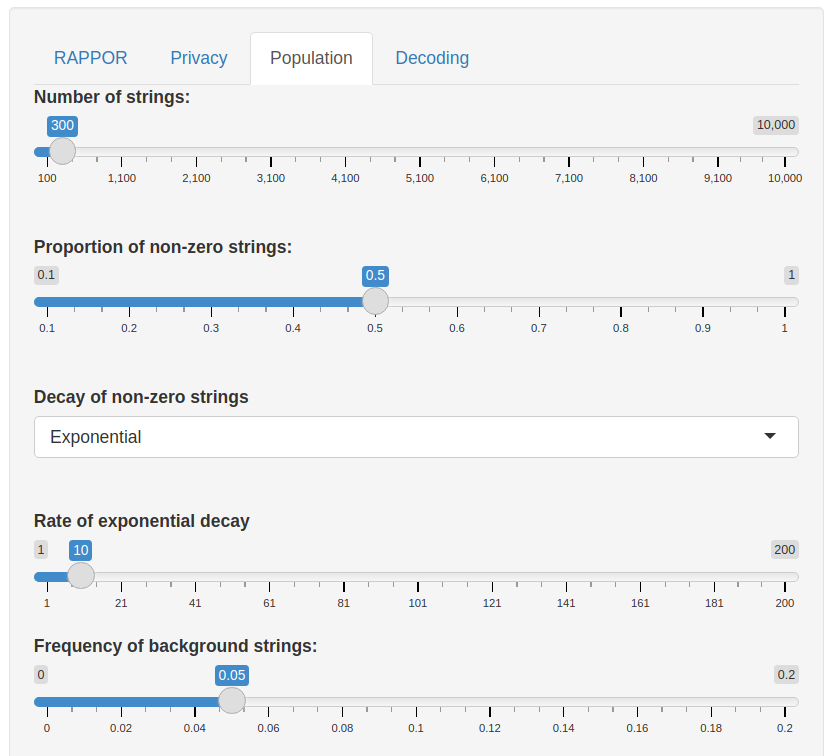 RAPPOR Privacy Population Decoding
Number of strings:
300 10,000
100 1,100 2,100 3,100 4,100 5,100 6,100 7,100 8,100 9,100 10,000
Proportion of non-zero strings:
0.1 0.5 1
0.1 0.2 0.3 0.4 0.5 0.6 0.7 0.8 0.9 1
Decay of non-zero strings
Exponential
Rate of exponential decay
1 10 200
1 21 41 61 81 101 121 141 161 181 200
Frequency of background strings:
0 0.05 0.2
0 0.02 0.04 0.06 0.08 0.1 0.12 0.14 0.16 0.18 0.2